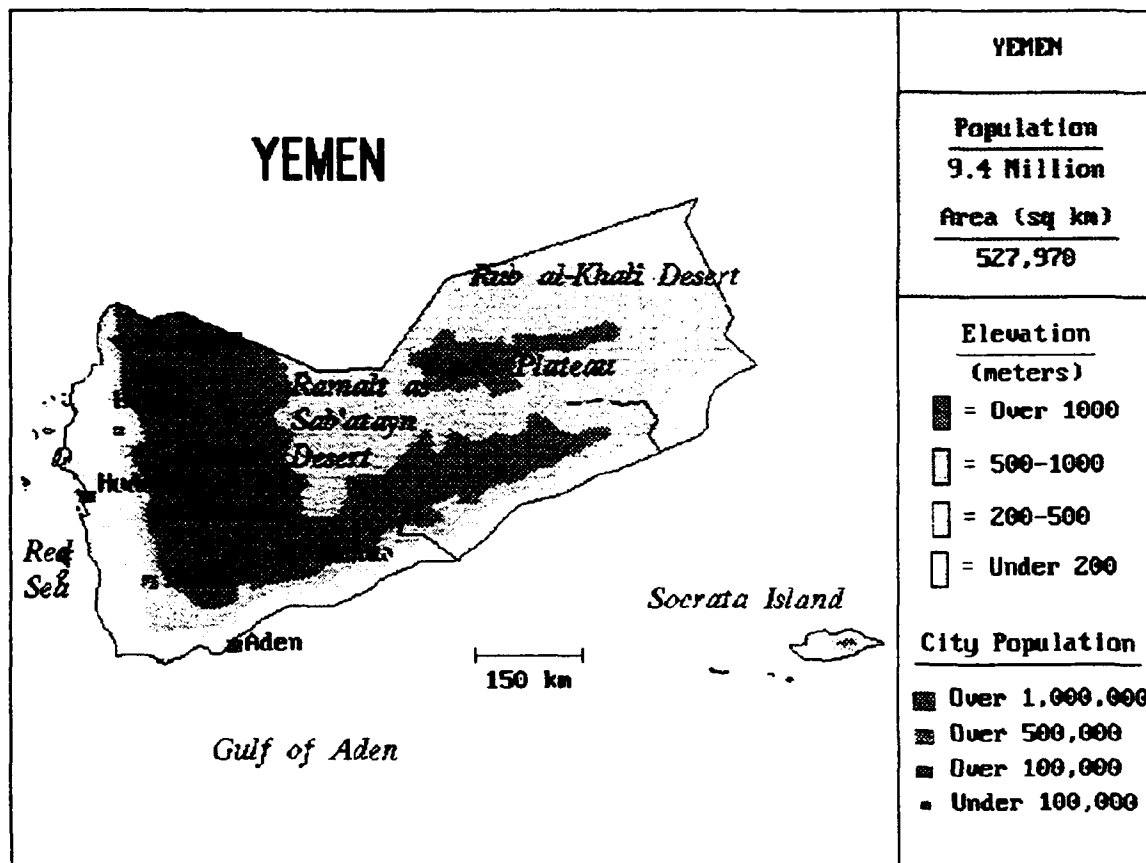 YEMEN
Rub al-Khali Desert
Plateau
Ramalt as
Sab'atayn
Desert
Red
Sea
Aden
Socrata Island
150 km
Gulf of Aden
YEMEN
Population
9.4 Million
Area (sq km)
527,970
Elevation
(meters)
= Over 1000
= 500-1000
= 200-500
= Under 200
City Population
Over 1,000,000
Over 500,000
Over 100,000
Under 100,000